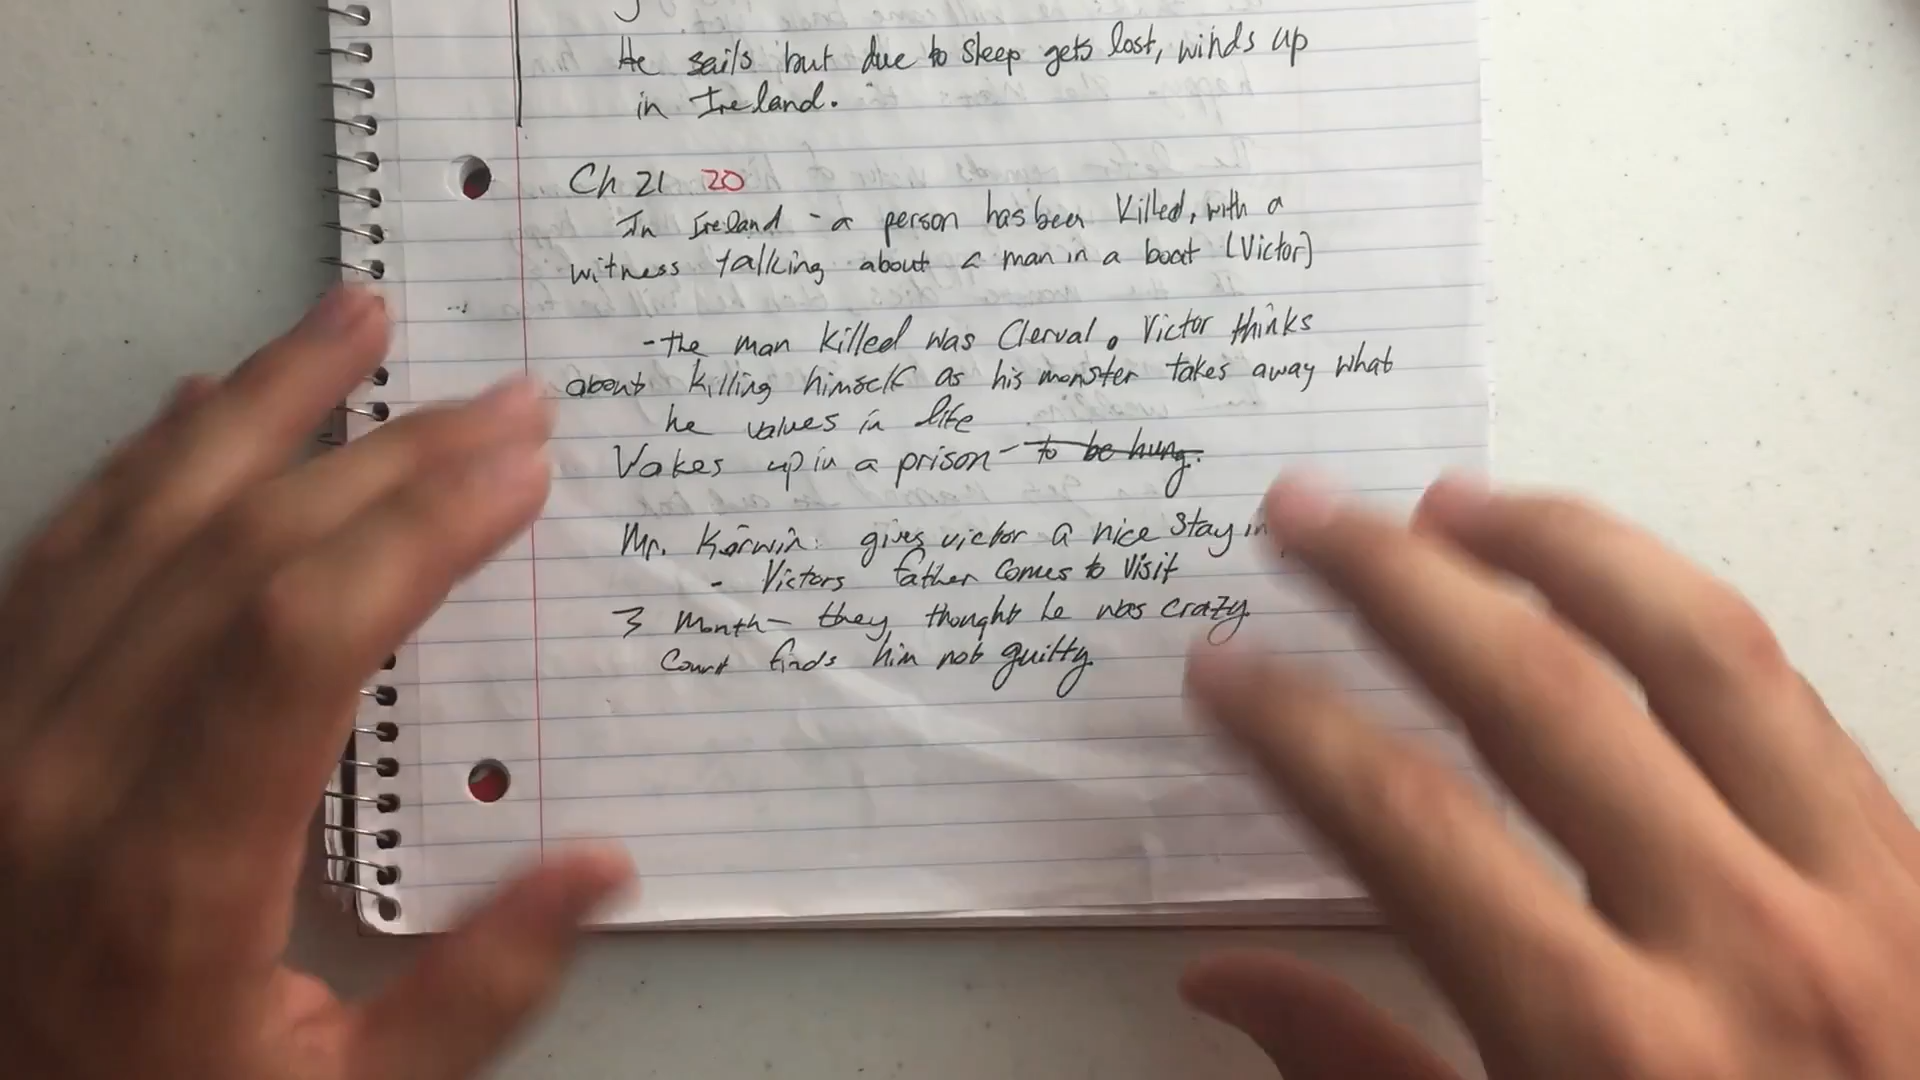 He sails but due to sleep gets lost, winds up
in Ireland.
Ch 21 20
In Ireland - a person has been killed, with a
witness talking about a man in a boat (Victor)
- the man killed was Clerval. Victor thinks
about killing himself as his monster takes away what
he values in life
Wakes up in a prison - to be hung.
Mr. Kerwin: gives victor a nice stay in
- Victors father comes to visit
3 Month - they thought he was crazy.
Court finds him not guilty.